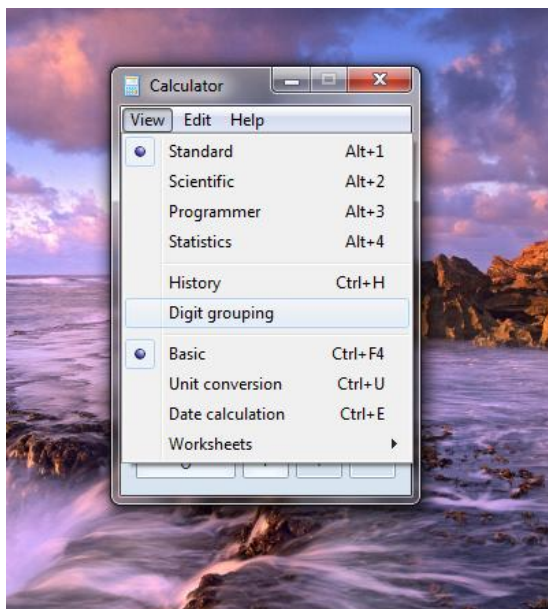 Calculator
View Edit Help
Standard Alt+1
Scientific Alt+2
Programmer Alt+3
Statistics Alt+4
History Ctrl+H
Digit grouping
Basic Ctrl+F4
Unit conversion Ctrl+U
Date calculation Ctrl+E
Worksheets